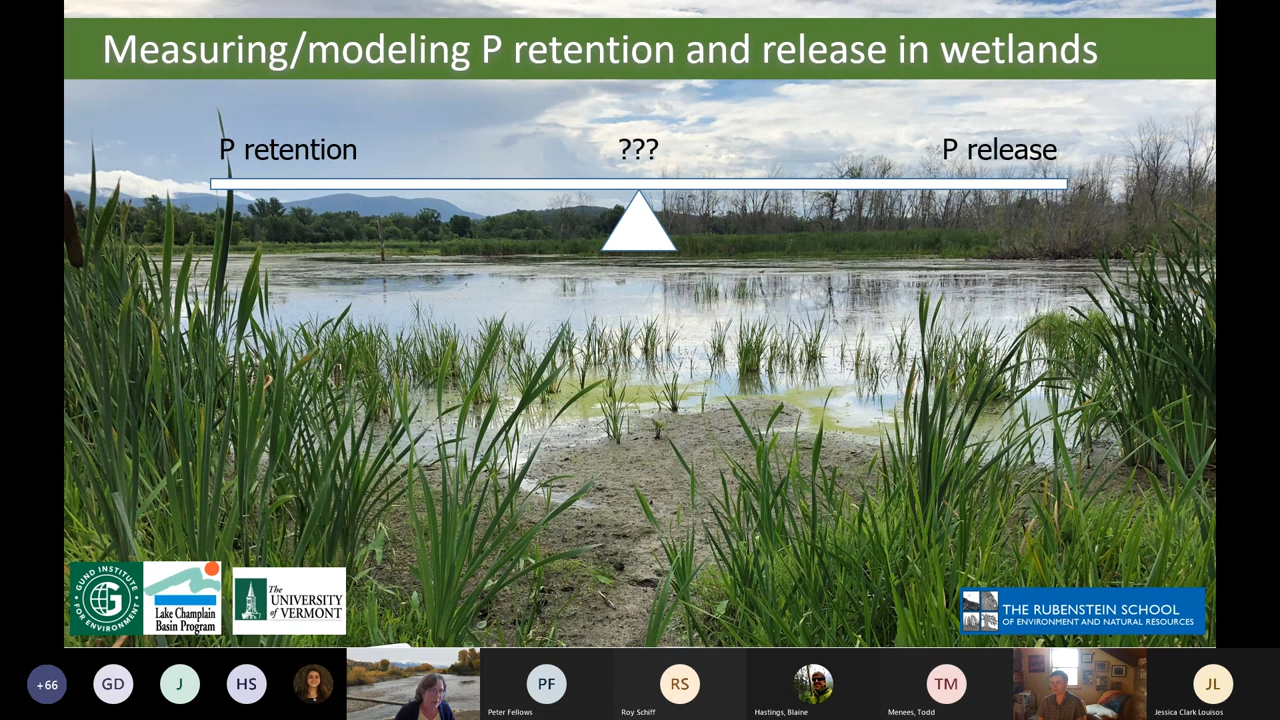 Measuring/modeling P retention and release in wetlands
P retention
???
P release
GUND INSTITUTE
FOR ENVIRONMENT
G
Lake Champlain
Basin Program
The
UNIVERSITY
of VERMONT
THE RUBENSTEIN SCHOOL
OF ENVIRONMENT AND NATURAL RESOURCES
+66
GD
J
HS
PF
RS
TM
JL
Peter Fellows
Roy Schiff
Hastings, Blaine
Menees, Todd
Jessica Clark Louisos